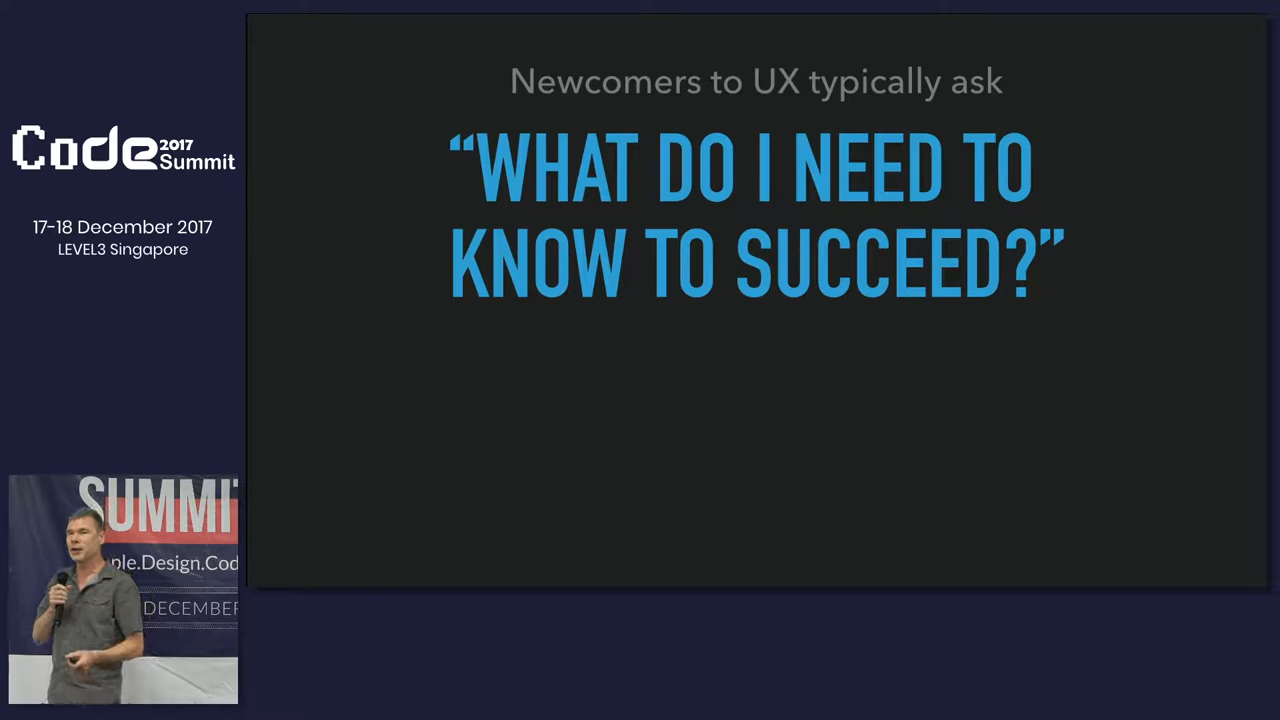 Code 2017 Summit
17-18 December 2017
LEVEL3 Singapore
Newcomers to UX typically ask
“WHAT DO I NEED TO
KNOW TO SUCCEED?”
SUMMIT
ple.Design.Cod
DECEMBER